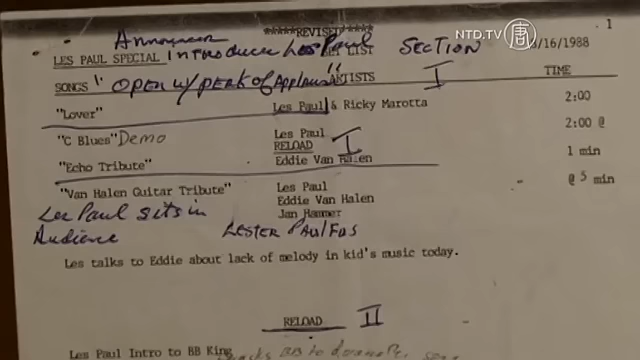 NTD.TV 唐
1
*****REVISED*****
Announcer Introduces Les Paul SECTION I
LES PAUL SPECIAL LIST /16/1988
"OPEN w/ PEAK of Applause"
SONGS ARTISTS TIME
"Lover" Les Paul & Ricky Marotta 2:00
"C Blues" Demo Les Paul 2:00 @
RELOAD I
"Echo Tribute" Eddie Van Halen 1 min
"Van Halen Guitar Tribute" Les Paul @ 5 min
Eddie Van Halen
Jan Hammer
Les Paul sits in
Audience LESTER PAUL
Les talks to Eddie about lack of melody in kid's music today.
RELOAD II
Les Paul Intro to BB King BB to